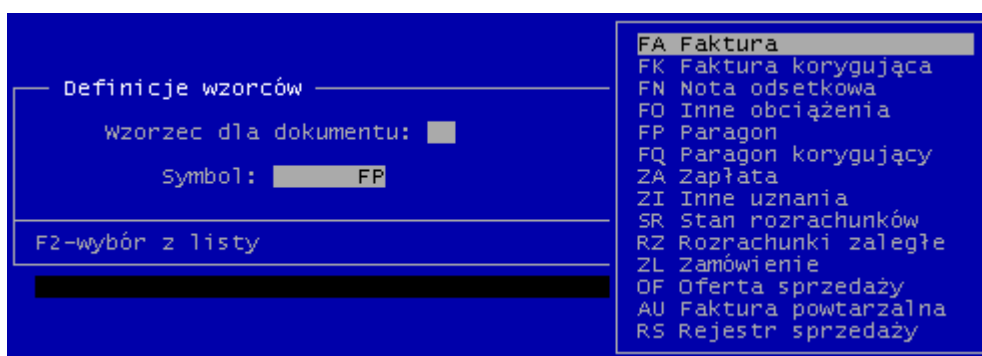 Definicje wzorców
Wzorzec dla dokumentu:
Symbol: FP
F2-wybór z listy
FA Faktura
FK Faktura korygująca
FN Nota odsetkowa
FO Inne obciążenia
FP Paragon
FQ Paragon korygujący
ZA Zapłata
ZI Inne uznania
SR Stan rozrachunków
RZ Rozrachunki zaległe
ZL Zamówienie
OF Oferta sprzedaży
AU Faktura powtarzalna
RS Rejestr sprzedaży